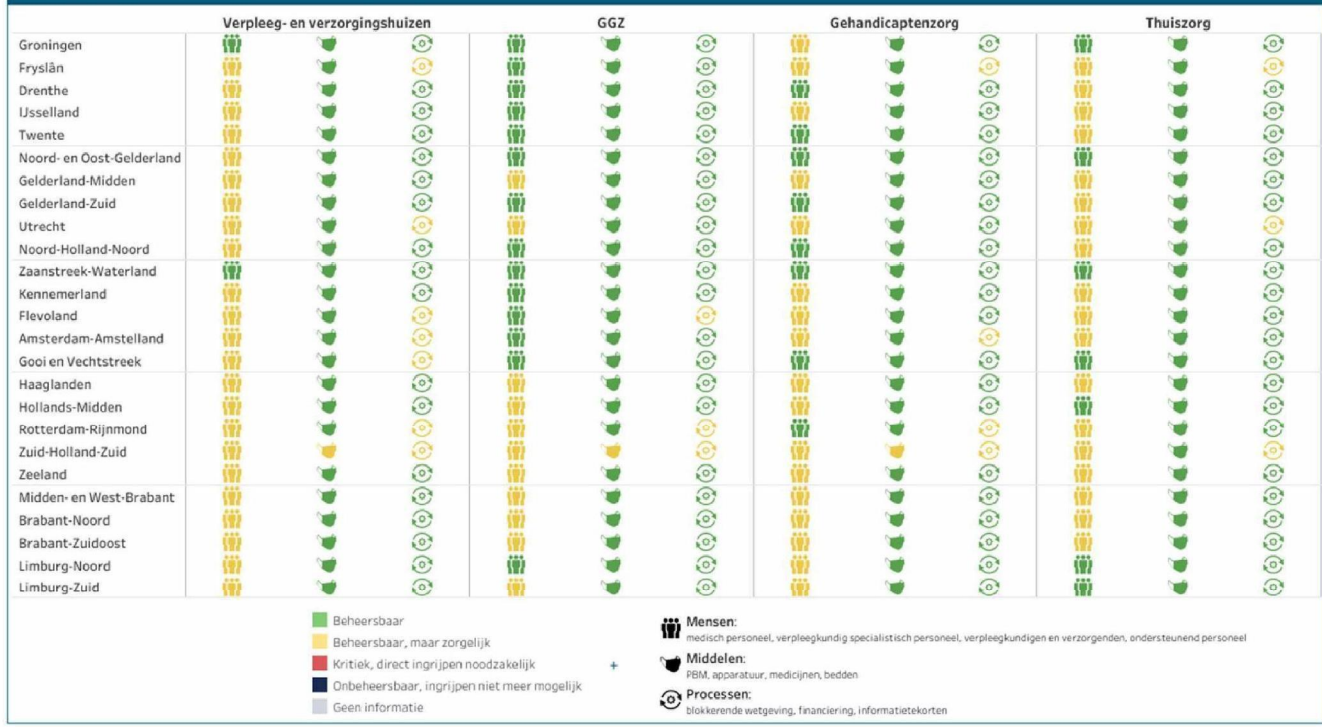 Verpleeg- en verzorgingshuizen GGZ Gehandicaptenzorg Thuiszorg
Groningen
Fryslân
Drenthe
IJsselland
Twente
Noord- en Oost-Gelderland
Gelderland-Midden
Gelderland-Zuid
Utrecht
Noord-Holland-Noord
Zaanstreek-Waterland
Kennemerland
Flevoland
Amsterdam-Amstelland
Gooi en Vechtstreek
Haaglanden
Hollands-Midden
Rotterdam-Rijnmond
Zuid-Holland-Zuid
Zeeland
Midden- en West-Brabant
Brabant-Noord
Brabant-Zuidoost
Limburg-Noord
Limburg-Zuid
Beheersbaar
Beheersbaar, maar zorgelijk
Kritiek, direct ingrijpen noodzakelijk
Onbeheersbaar, ingrijpen niet meer mogelijk
Geen informatie
+
Mensen:
medisch personeel, verpleegkundig specialistisch personeel, verpleegkundigen en verzorgenden, ondersteunend personeel
Middelen:
PBM, apparatuur, medicijnen, bedden
Processen:
blokkerende wetgeving, financiering, informatietekorten